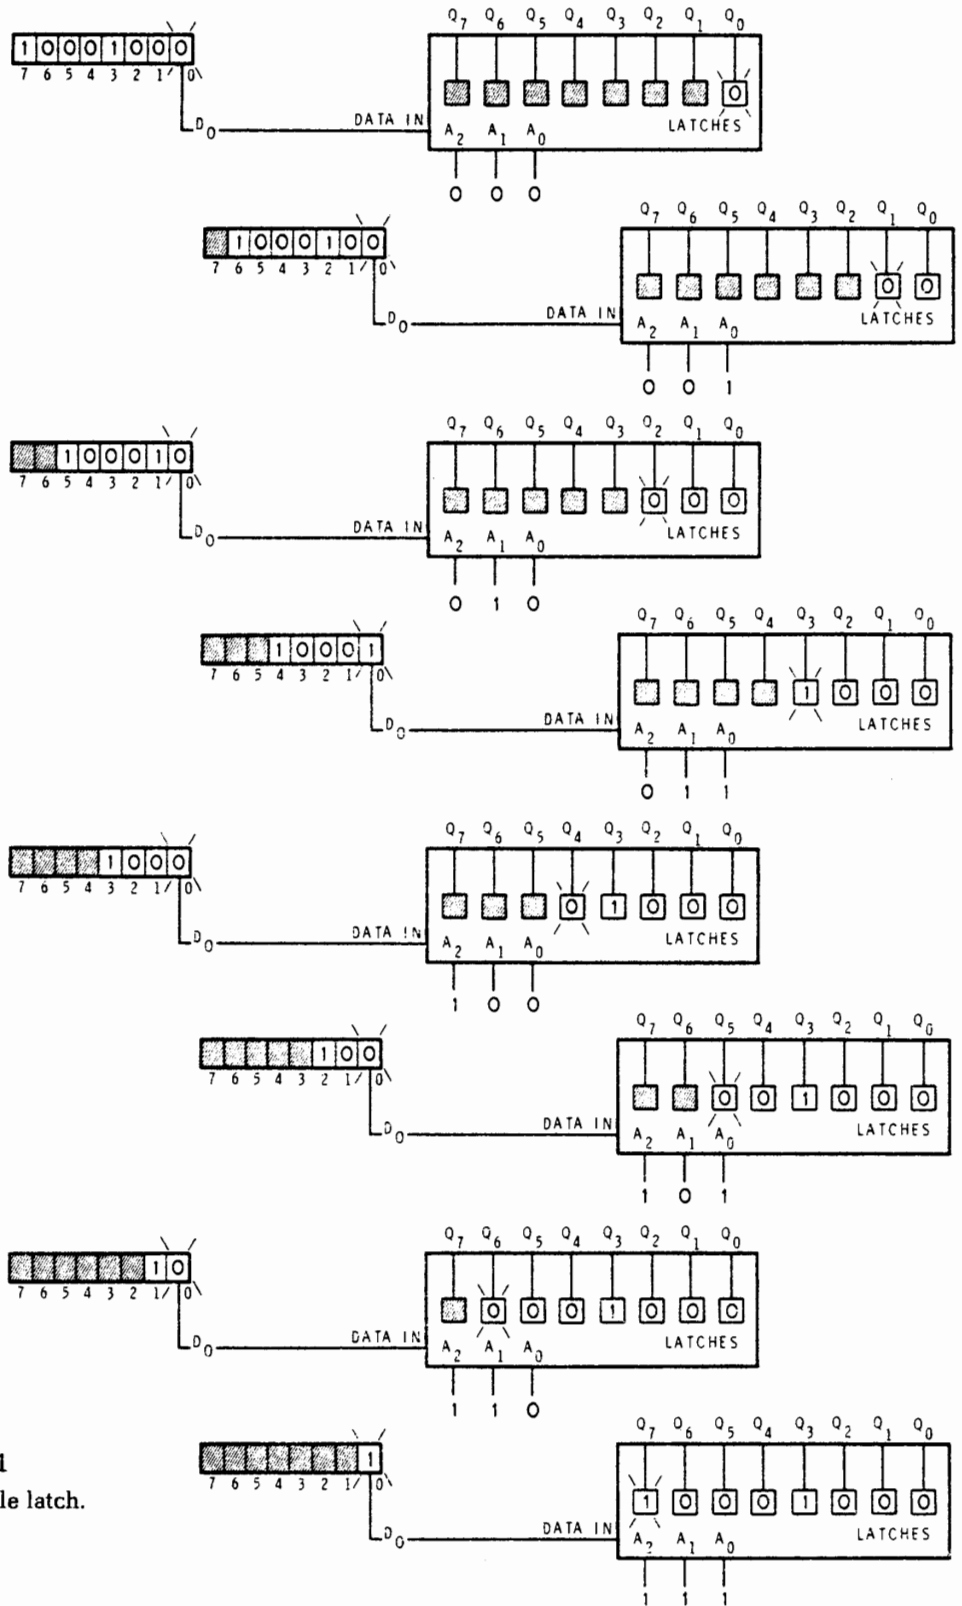 Q7 Q6 Q5 Q4 Q3 Q2 Q1 Q0
1 0 0 0 1 0 0 0
7 6 5 4 3 2 1 0
0
D0 DATA IN A2 A1 A0 LATCHES
0 0 0
Q7 Q6 Q5 Q4 Q3 Q2 Q1 Q0
1 0 0 0 1 0 0
7 6 5 4 3 2 1 0
0 0
D0 DATA IN A2 A1 A0 LATCHES
0 0 1
Q7 Q6 Q5 Q4 Q3 Q2 Q1 Q0
1 0 0 0 1 0
7 6 5 4 3 2 1 0
0 0 0
D0 DATA IN A2 A1 A0 LATCHES
0 1 0
Q7 Q6 Q5 Q4 Q3 Q2 Q1 Q0
1 0 0 0 1
7 6 5 4 3 2 1 0
1 0 0 0
D0 DATA IN A2 A1 A0 LATCHES
0 1 1
Q7 Q6 Q5 Q4 Q3 Q2 Q1 Q0
1 0 0 0
7 6 5 4 3 2 1 0
0 1 0 0 0
D0 DATA IN A2 A1 A0 LATCHES
1 0 0
Q7 Q6 Q5 Q4 Q3 Q2 Q1 Q0
1 0 0
7 6 5 4 3 2 1 0
0 0 1 0 0 0
D0 DATA IN A2 A1 A0 LATCHES
1 0 1
Q7 Q6 Q5 Q4 Q3 Q2 Q1 Q0
1 0
7 6 5 4 3 2 1 0
0 0 0 1 0 0 0
D0 DATA IN A2 A1 A0 LATCHES
1 1 0
Q7 Q6 Q5 Q4 Q3 Q2 Q1 Q0
1
7 6 5 4 3 2 1 0
1 0 0 0 1 0 0 0
D0 DATA IN A2 A1 A0 LATCHES
1 1 1
1
le latch.